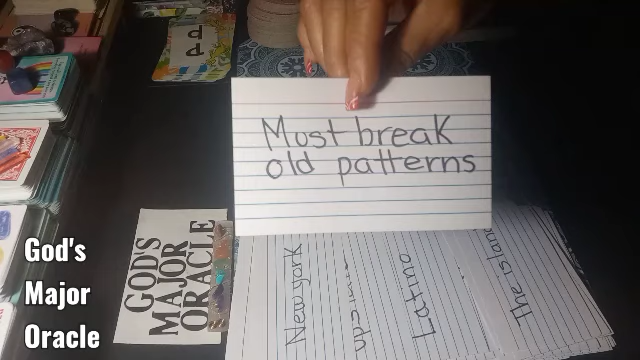 Must break
old patterns
GOD'S
MAJOR
ORACLE
New york
Latino
The island
God's
Major
Oracle